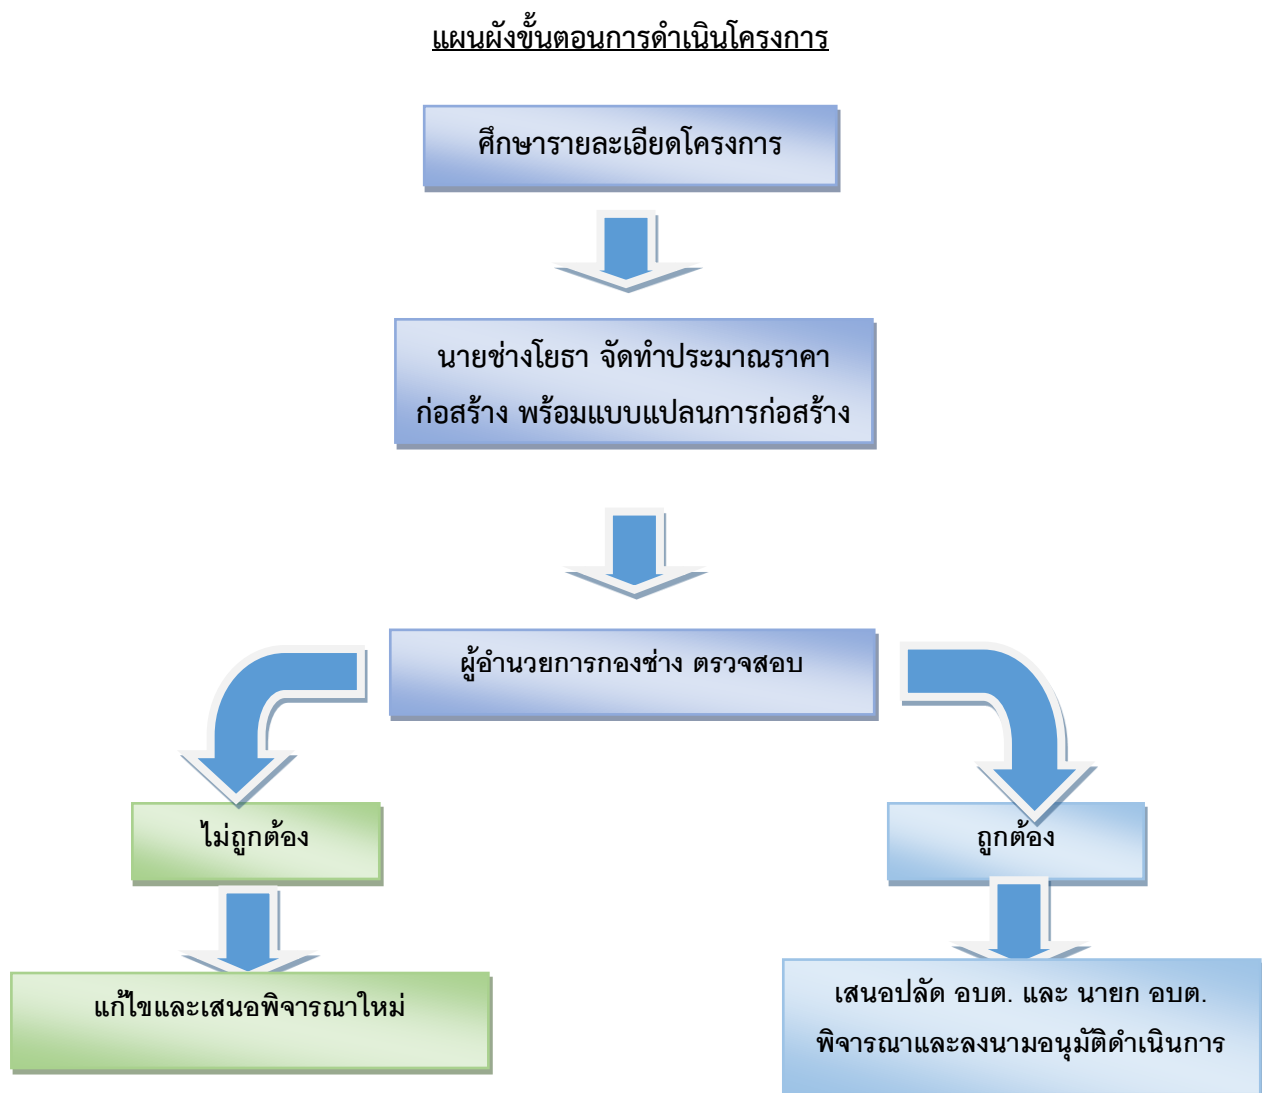 แผนผังขั้นตอนการดำเนินโครงการ
ศึกษารายละเอียดโครงการ
นายช่างโยธา จัดทำประมาณราคา
ก่อสร้าง พร้อมแบบแปลนการก่อสร้าง
ผู้อำนวยการกองช่าง ตรวจสอบ
ไม่ถูกต้อง
ถูกต้อง
แก้ไขและเสนอพิจารณาใหม่
เสนอปลัด อบต. และ นายก อบต.
พิจารณาและลงนามอนุมัติดำเนินการ